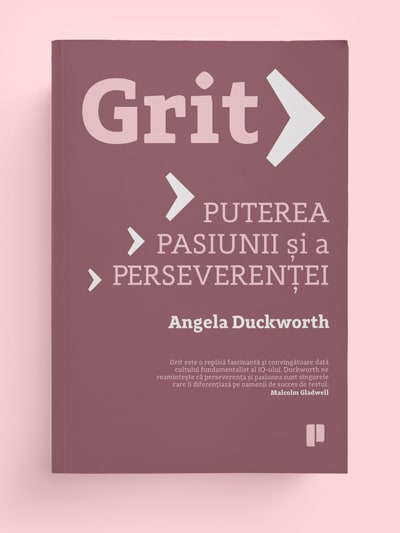 Grit
PUTEREA
PASIUNII și a
PERSEVERENȚEI
Angela Duckworth
Grit este o replică fascinantă și convingătoare dată
cultului fundamentalist al IQ-ului. Duckworth ne
reamintește că perseverența și pasiunea sunt singurele
care îi diferențiază pe oamenii de succes de restul.
Malcolm Gladwell